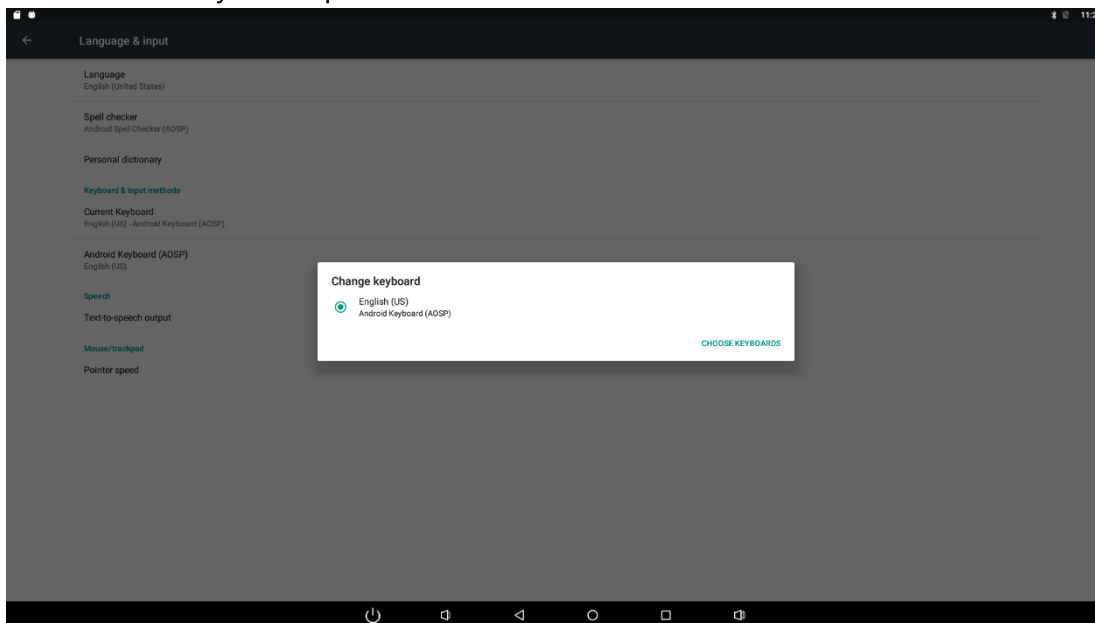 11:2
Language & input
Language
English (United States)
Spell checker
Android Spell Checker (AOSP)
Personal dictionary
Keyboard & input methods
Current Keyboard
English (US) - Android Keyboard (AOSP)
Android Keyboard (AOSP)
English (US)
Speech
Text-to-speech output
Mouse/trackpad
Pointer speed
Change keyboard
English (US)
Android Keyboard (AOSP)
CHOOSE KEYBOARDS